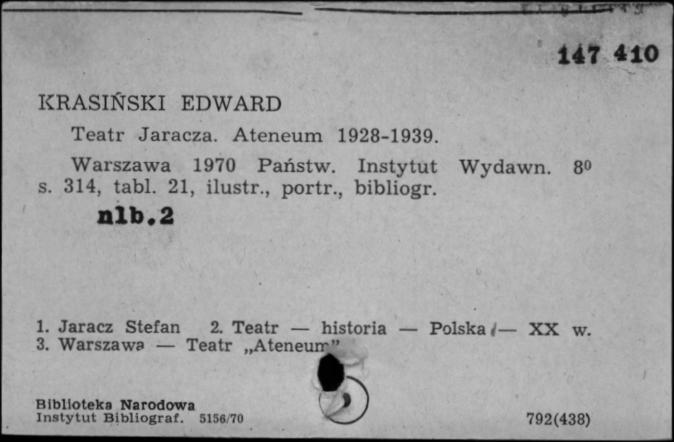 147 410
KRASIŃSKI EDWARD
Teatr Jaracza. Ateneum 1928-1939.
Warszawa 1970 Państw. Instytut Wydawn. 8⁰
s. 314, tabl. 21, ilustr., portr., bibliogr.
nlb.2
1. Jaracz Stefan 2. Teatr — historia — Polska — XX w.
3. Warszawa — Teatr „Ateneum”
Biblioteka Narodowa
Instytut Bibliograf. 5156/70
792(438)